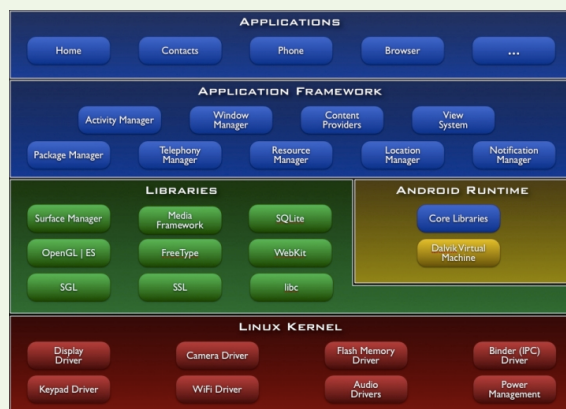 APPLICATIONS
Home
Contacts
Phone
Browser
...
APPLICATION FRAMEWORK
Activity Manager
Window
Manager
Content
Providers
View
System
Package Manager
Telephony
Manager
Resource
Manager
Location
Manager
Notification
Manager
LIBRARIES
Surface Manager
Media
Framework
SQLite
OpenGL | ES
FreeType
WebKit
SGL
SSL
libc
ANDROID RUNTIME
Core Libraries
Dalvik Virtual
Machine
LINUX KERNEL
Display
Driver
Camera Driver
Flash Memory
Driver
Binder (IPC)
Driver
Keypad Driver
WiFi Driver
Audio
Drivers
Power
Management